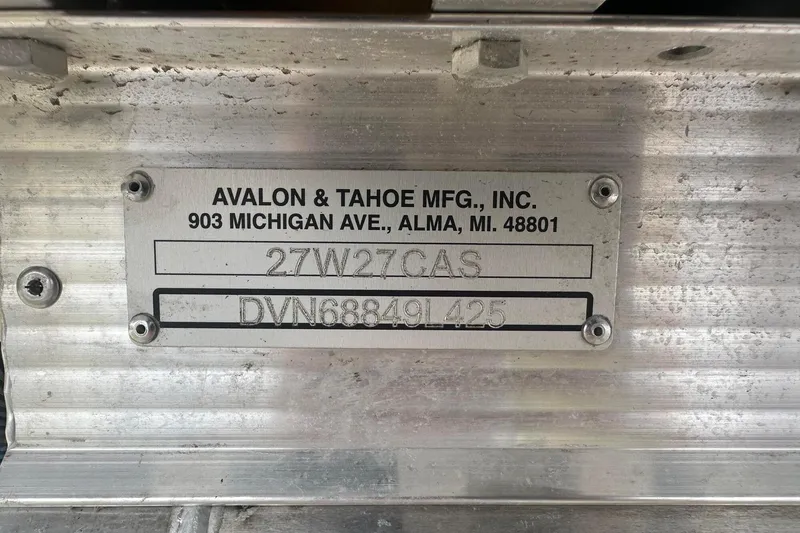 AVALON & TAHOE MFG., INC.
903 MICHIGAN AVE., ALMA, MI. 48801
27W27CAS
DVN68849L425